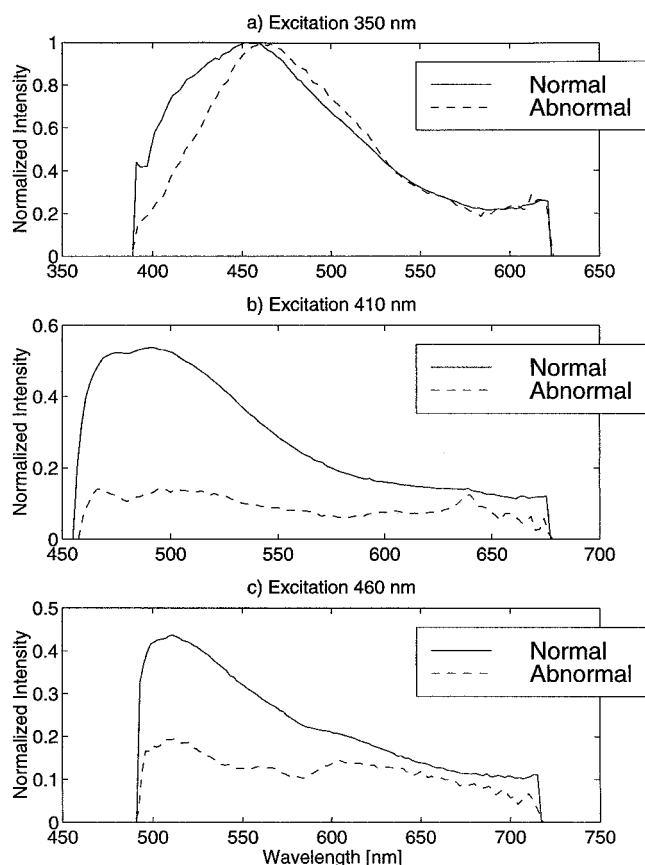 a) Excitation 350 nm
Normalized Intensity
1
0.8
0.6
0.4
0.2
0
350 400 450 500 550 600 650
Normal
Abnormal
b) Excitation 410 nm
Normalized Intensity
0.6
0.4
0.2
0
450 500 550 600 650 700
Normal
Abnormal
c) Excitation 460 nm
Normalized Intensity
0.5
0.4
0.3
0.2
0.1
0
450 500 550 600 650 700 750
Normal
Abnormal
Wavelength [nm]